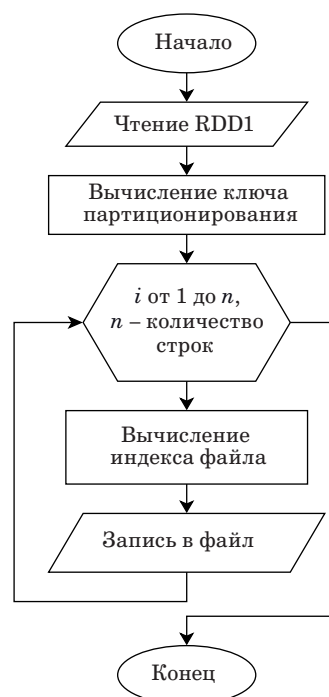 Начало
Чтение RDD1
Вычисление ключа
партиционирования
i от 1 до n,
n – количество
строк
Вычисление
индекса файла
Запись в файл
Конец